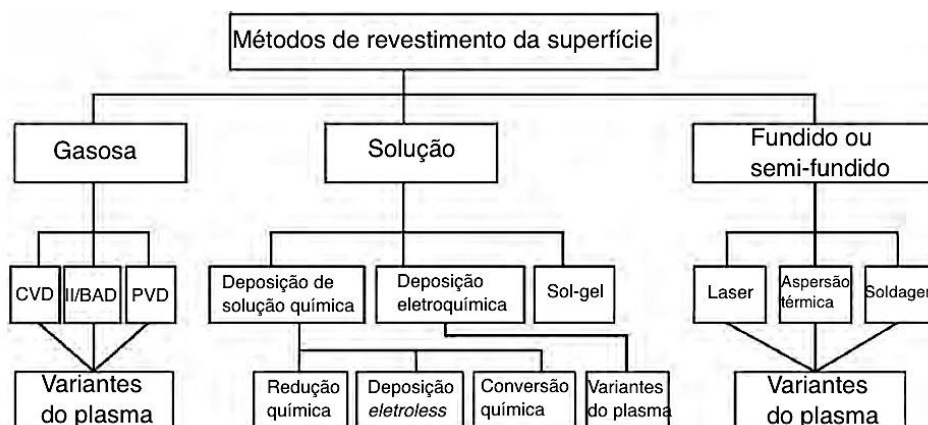 Métodos de revestimento da superfície
Gasosa
Solução
Fundido ou
semi-fundido
CVD
II/BAD
PVD
Deposição de
solução química
Deposição
eletroquímica
Sol-gel
Laser
Aspersão
térmica
Soldagem
Variantes
do plasma
Redução
química
Deposição
eletroless
Conversão
química
Variantes
do plasma
Variantes
do plasma